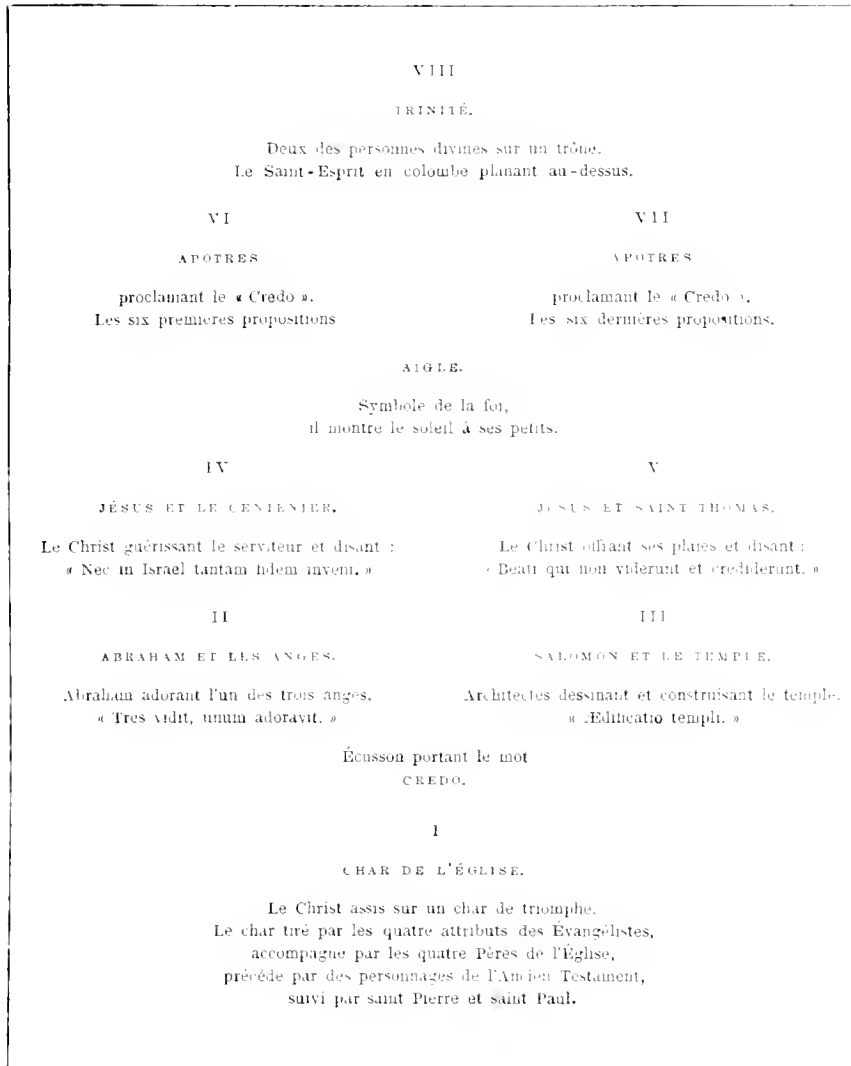 VIII
TRINITÉ.
Deux des personnes divines sur un trône.
Le Saint-Esprit en colombe planant au-dessus.
VI
APOTRES
proclamant le « Credo ».
Les six premières propositions
VII
APOTRES
proclamant le « Credo ».
Les six dernières propositions.
AIGLE.
Symbole de la foi,
il montre le soleil à ses petits.
IV
JÉSUS ET LE CENTENIER.
Le Christ guérissant le serviteur et disant :
« Nec in Israel tantam fidem inveni. »
V
JÉSUS ET SAINT THOMAS.
Le Christ offrant ses plaies et disant :
« Beati qui non viderunt et crediderunt. »
II
ABRAHAM ET LES ANGES.
Abraham adorant l'un des trois anges.
« Tres vidit, unum adoravit. »
III
SALOMON ET LE TEMPLE.
Architectes dessinant et construisant le temple.
« Ædificatio templi. »
Écusson portant le mot
CREDO.
I
CHAR DE L'ÉGLISE.
Le Christ assis sur un char de triomphe.
Le char tiré par les quatre attributs des Évangélistes,
accompagné par les quatre Pères de l'Église,
précédé par des personnages de l'Ancien Testament,
suivi par saint Pierre et saint Paul.